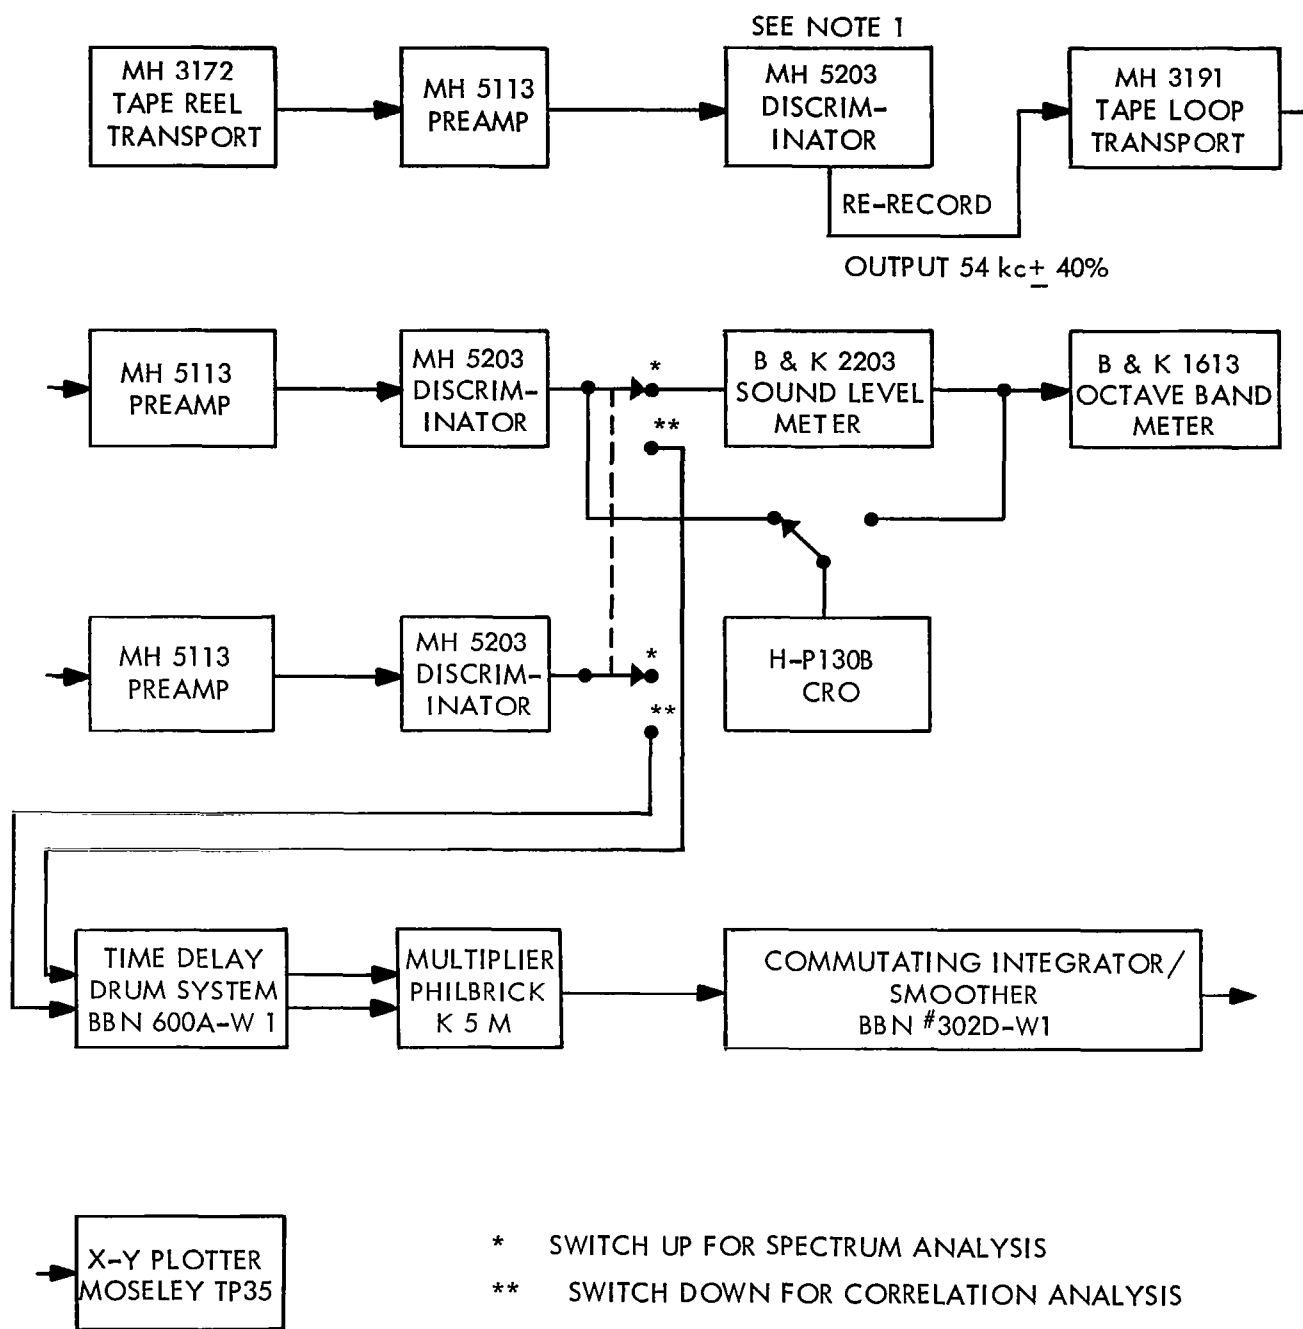 SEE NOTE 1
MH 3172
TAPE REEL
TRANSPORT
MH 5113
PREAMP
MH 5203
DISCRIM-
INATOR
MH 3191
TAPE LOOP
TRANSPORT
RE-RECORD
OUTPUT 54 kc ± 40%
MH 5113
PREAMP
MH 5203
DISCRIM-
INATOR
*
**
B & K 2203
SOUND LEVEL
METER
B & K 1613
OCTAVE BAND
METER
MH 5113
PREAMP
MH 5203
DISCRIM-
INATOR
*
**
H-P130B
CRO
TIME DELAY
DRUM SYSTEM
BBN 600A-W 1
MULTIPLIER
PHILBRICK
K 5 M
COMMUTATING INTEGRATOR/
SMOOTHER
BBN #302D-W1
X-Y PLOTTER
MOSELEY TP35
* SWITCH UP FOR SPECTRUM ANALYSIS
** SWITCH DOWN FOR CORRELATION ANALYSIS